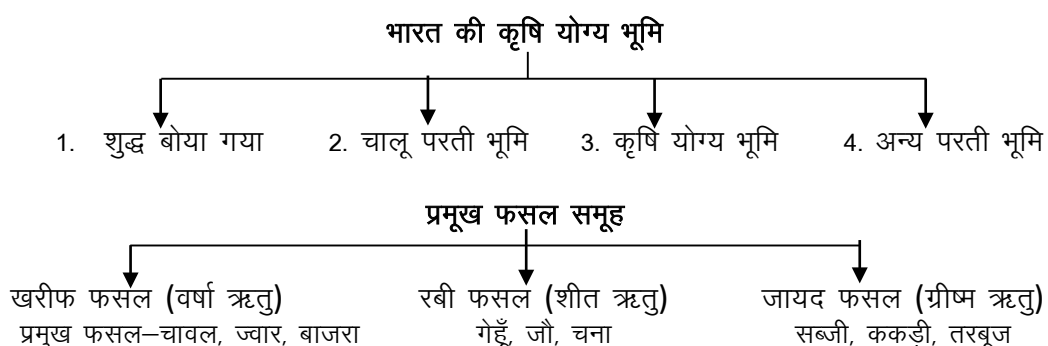 भारत की कृषि योग्य भूमि
1. शुद्ध बोया गया 2. चालू परती भूमि 3. कृषि योग्य भूमि 4. अन्य परती भूमि
प्रमूख फसल समूह
खरीफ फसल (वर्षा ऋतु) रबी फसल (शीत ऋतु) जायद फसल (ग्रीष्म ऋतु)
प्रमूख फसल–चावल, ज्वार, बाजरा गेहूँ, जौ, चना सब्जी, ककड़ी, तरबूज